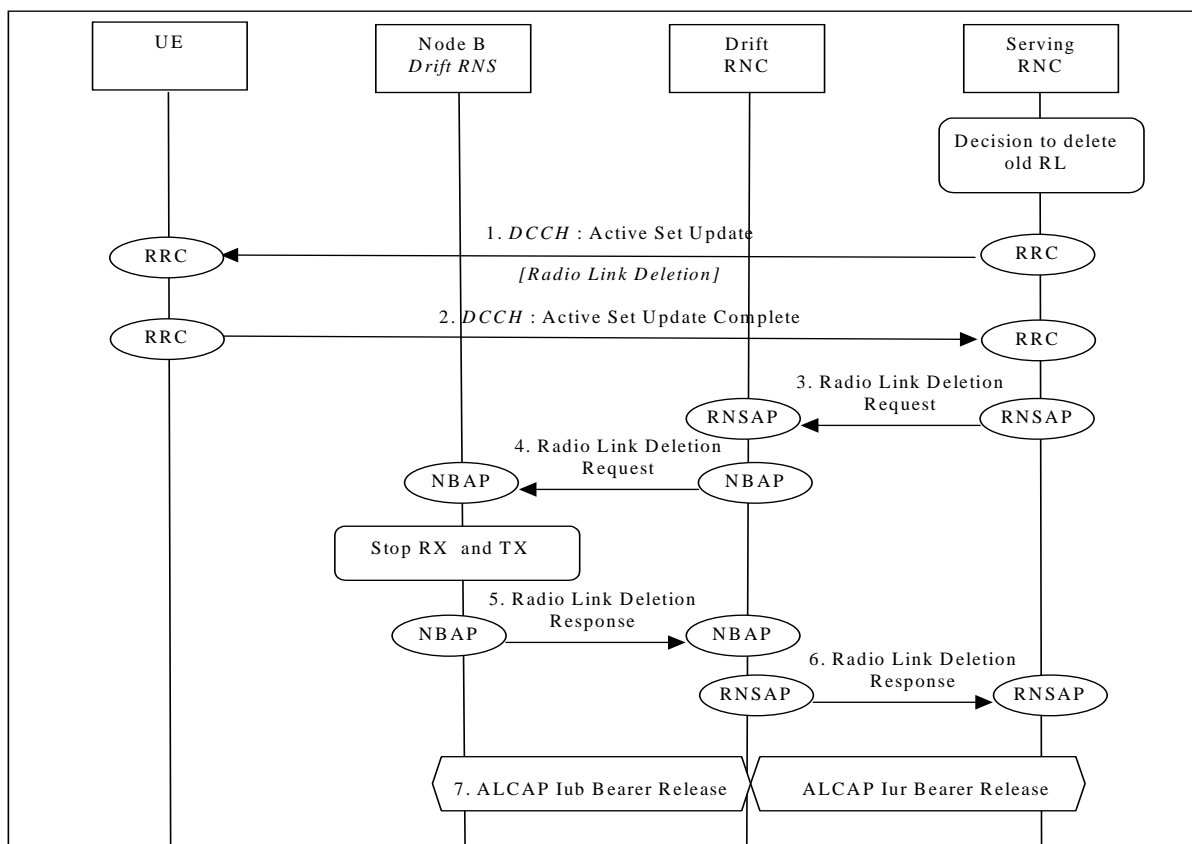 UE
Node B
Drift RNS
Drift
RNC
Serving
RNC
Decision to delete
old RL
1. DCCH : Active Set Update
RRC
RRC
[Radio Link Deletion]
2. DCCH : Active Set Update Complete
RRC
RRC
3. Radio Link Deletion
Request
RNSAP
RNSAP
4. Radio Link Deletion
Request
NBAP
NBAP
Stop RX and TX
5. Radio Link Deletion
Response
NBAP
NBAP
6. Radio Link Deletion
Response
RNSAP
RNSAP
7. ALCAP Iub Bearer Release
ALCAP Iur Bearer Release